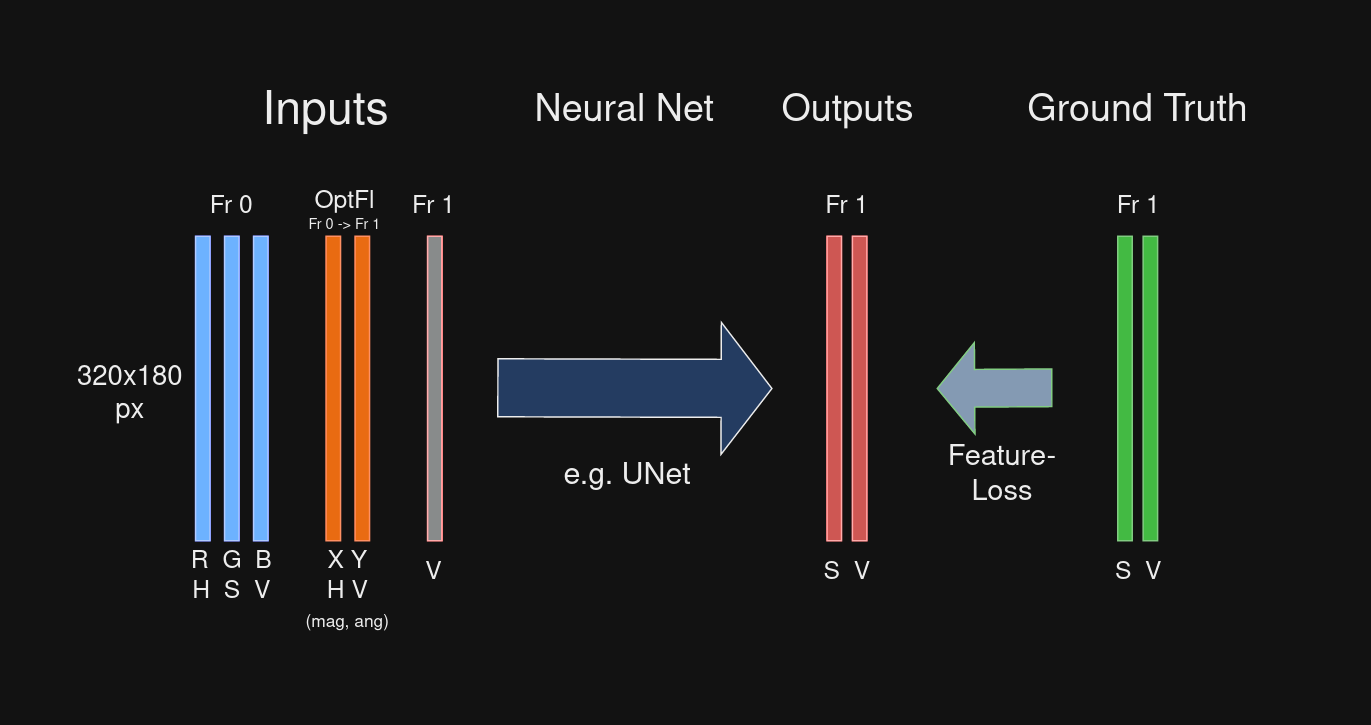 Inputs
Neural Net
Outputs
Ground Truth
Fr 0
OptFl
Fr 0 -> Fr 1
Fr 1
Fr 1
Fr 1
320x180
px
e.g. UNet
Feature-
Loss
R G B
H S V
X Y
H V
(mag, ang)
V
S V
S V